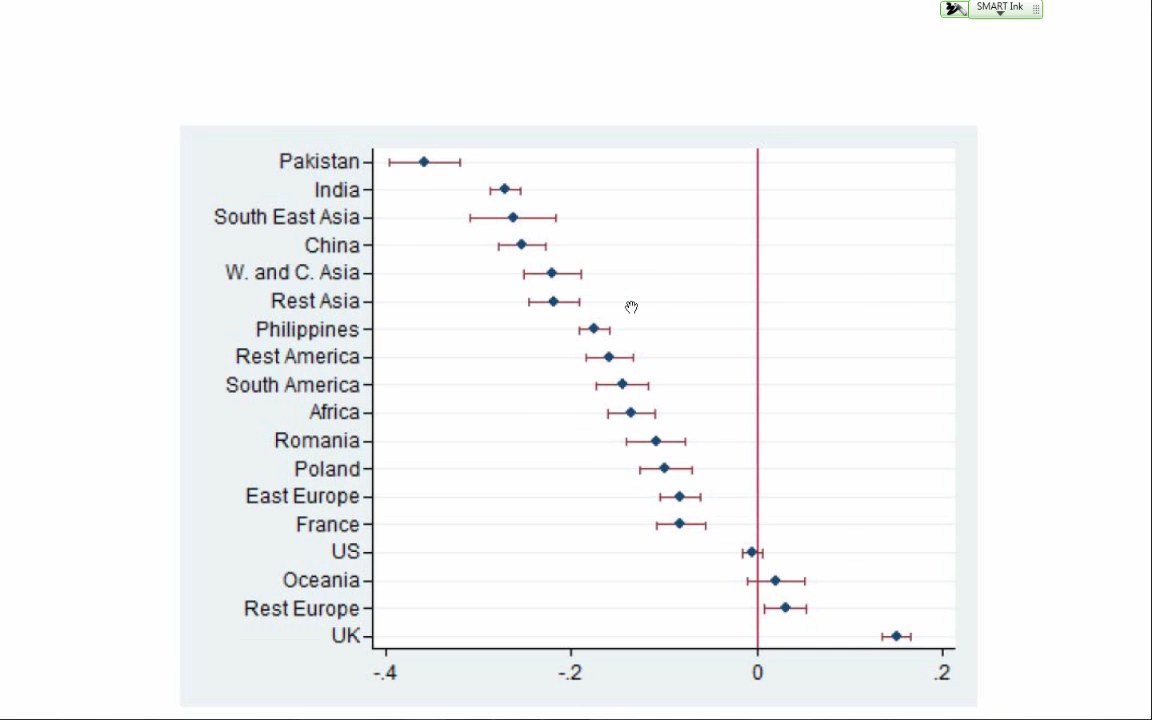 SMART Ink
Pakistan
India
South East Asia
China
W. and C. Asia
Rest Asia
Philippines
Rest America
South America
Africa
Romania
Poland
East Europe
France
US
Oceania
Rest Europe
UK
-.4 -.2 0 .2